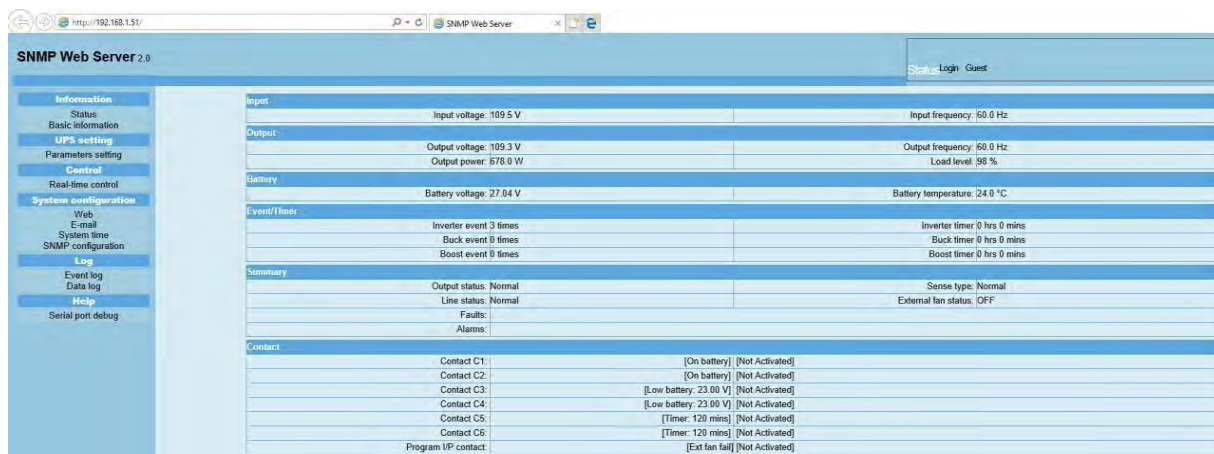 http://192.168.1.51/
SNMP Web Server
SNMP Web Server 2.0
Status Login Guest
Information
Status
Basic information
UPS setting
Parameters setting
Control
Real-time control
System configuration
Web
E-mail
System time
SNMP configuration
Log
Event log
Data log
Help
Serial port debug
Input
Input voltage: 109.5 V Input frequency: 60.0 Hz
Output
Output voltage: 109.3 V Output frequency: 60.0 Hz
Output power: 678.0 W Load level: 98 %
Battery
Battery voltage: 27.04 V Battery temperature: 24.0 °C
Event/Timer
Inverter event 3 times Inverter timer 0 hrs 0 mins
Buck event 0 times Buck timer 0 hrs 0 mins
Boost event 0 times Boost timer 0 hrs 0 mins
Summary
Output status: Normal Sense type: Normal
Line status: Normal External fan status: OFF
Faults:
Alarms:
Contact
Contact C1: [On battery] [Not Activated]
Contact C2: [On battery] [Not Activated]
Contact C3: [Low battery: 23.00 V] [Not Activated]
Contact C4: [Low battery: 23.00 V] [Not Activated]
Contact C5: [Timer: 120 mins] [Not Activated]
Contact C6: [Timer: 120 mins] [Not Activated]
Program I/P contact: [Ext fan fail] [Not Activated]